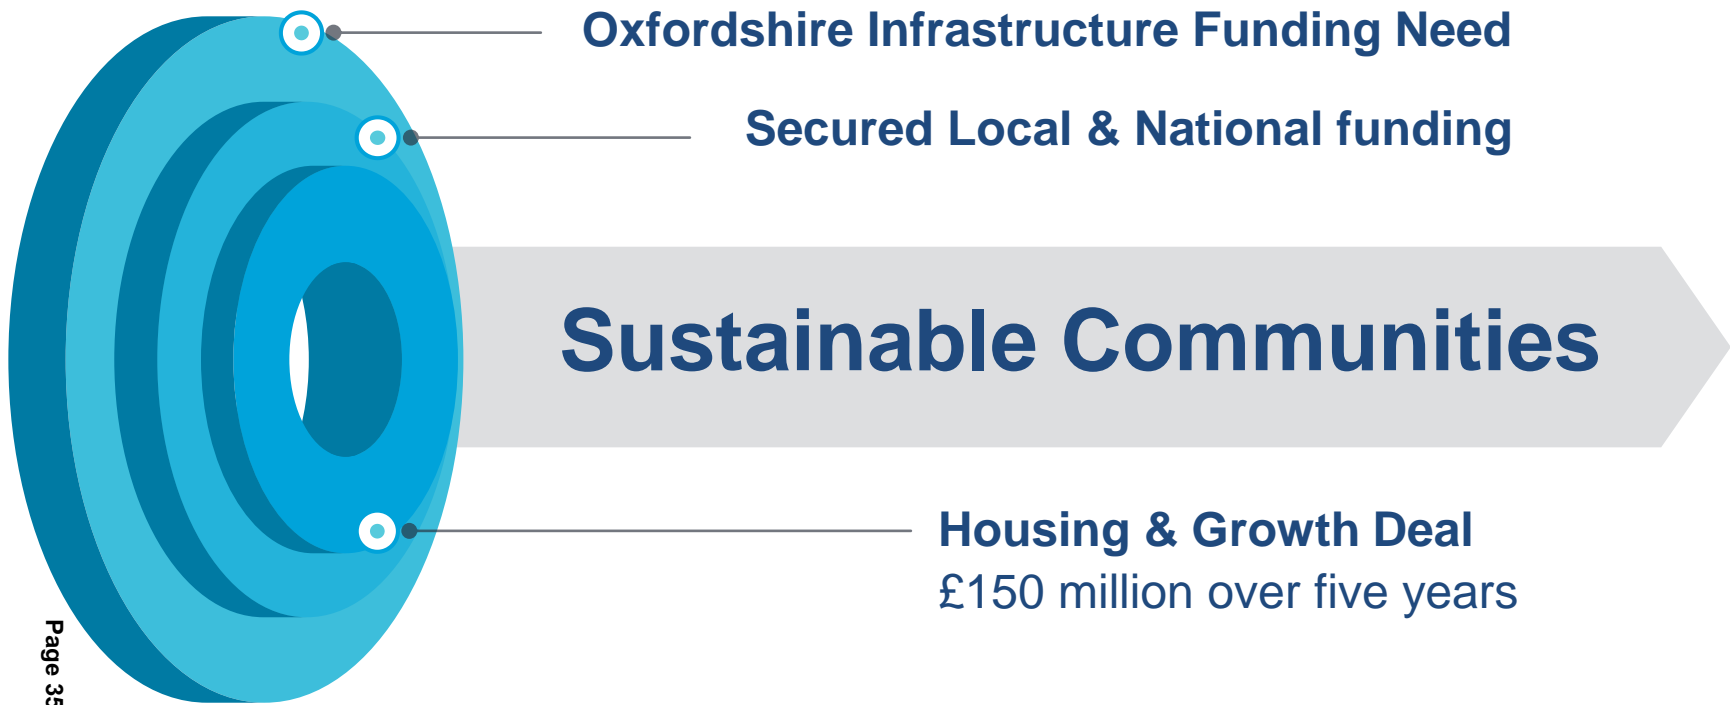 Oxfordshire Infrastructure Funding Need
Secured Local & National funding
Sustainable Communities
Housing & Growth Deal
£150 million over five years
Page 35